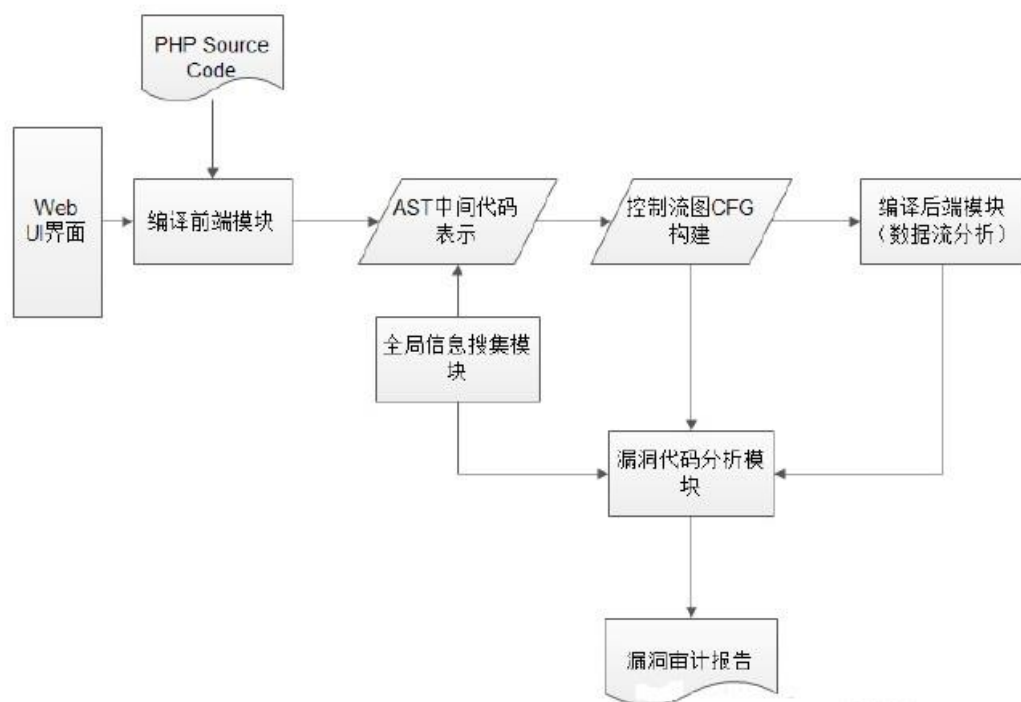 PHP Source
Code
Web
UI界面
编译前端模块
AST中间代码
表示
控制流图CFG
构建
编译后端模块
（数据流分析）
全局信息搜集模
块
漏洞代码分析模
块
漏洞审计报告